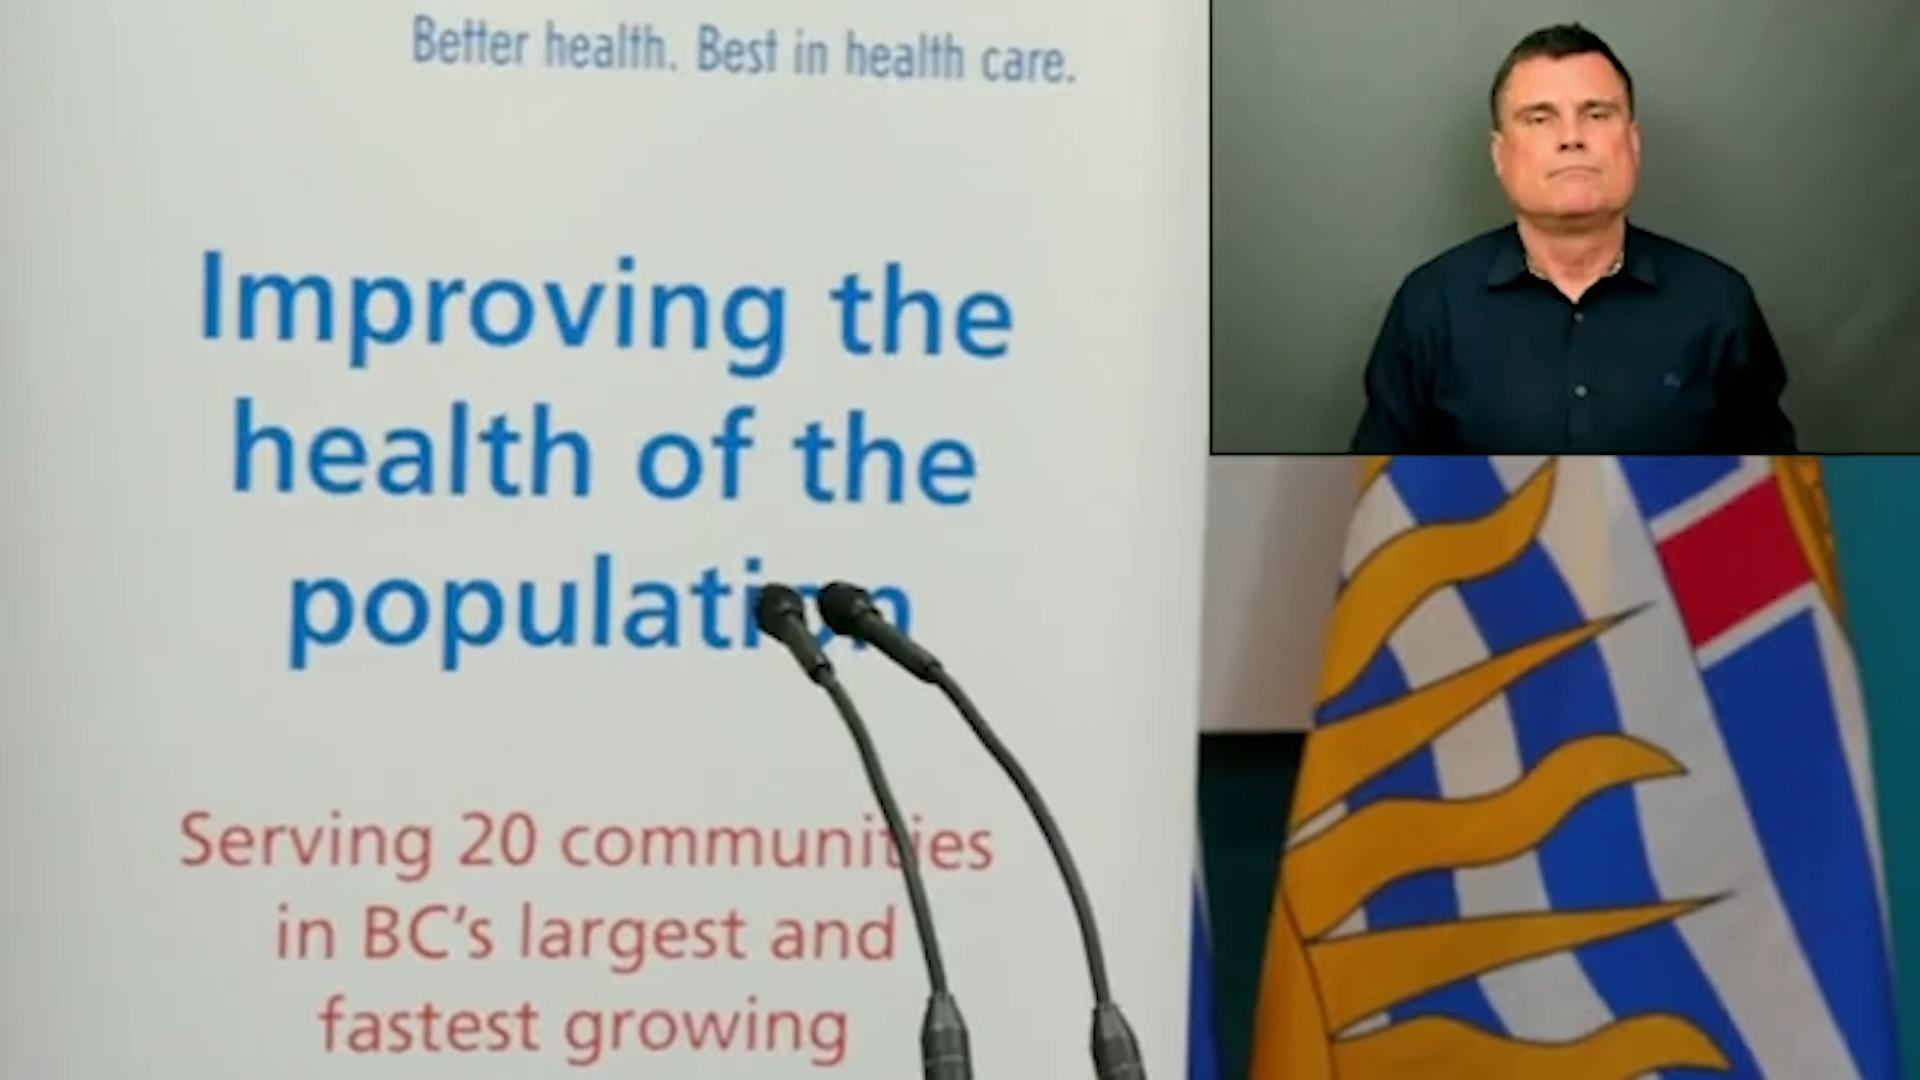 Better health. Best in health care.
Improving the
health of the
population
Serving 20 communities
in BC's largest and
fastest growing